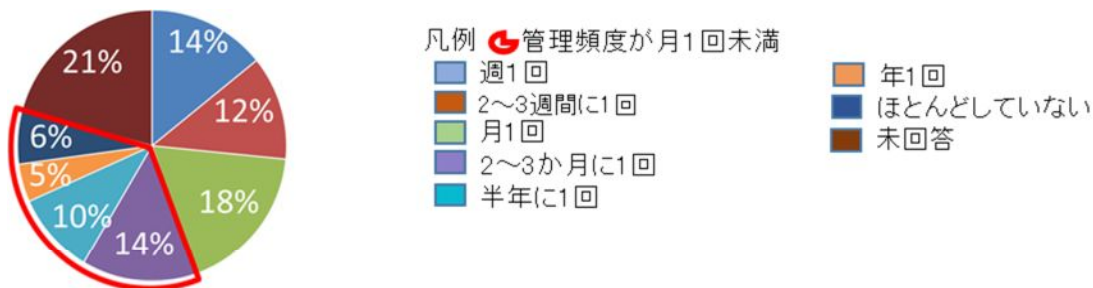 14%
12%
18%
14%
10%
5%
6%
21%
凡例 管理頻度が月1回未満
週1回
2～3週間に1回
月1回
2～3か月に1回
半年に1回
年1回
ほとんどしていない
未回答